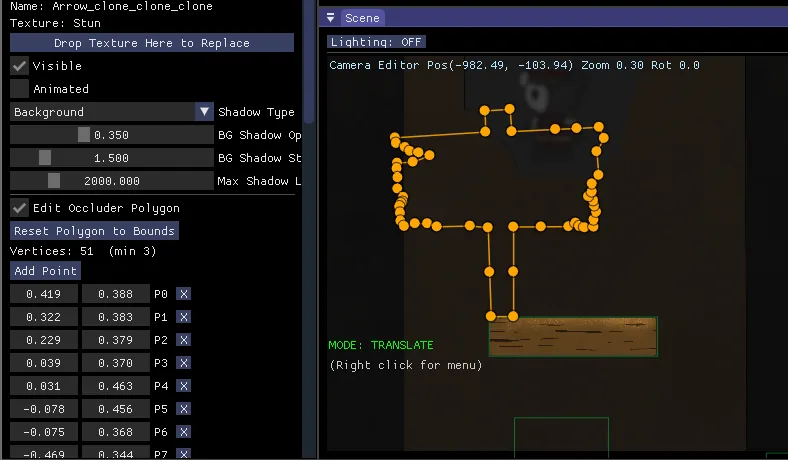 Name: Arrow_clone_clone_clone
Texture: Stun
Drop Texture Here to Replace
Visible
Animated
Background Shadow Type
0.350 BG Shadow Op
1.500 BG Shadow St
2000.000 Max Shadow L
Edit Occluder Polygon
Reset Polygon to Bounds
Vertices: 51 (min 3)
Add Point
0.419 0.388 P0 X
0.322 0.383 P1 X
0.229 0.379 P2 X
0.039 0.370 P3 X
0.031 0.463 P4 X
-0.078 0.456 P5 X
-0.075 0.368 P6 X
-0.469 0.344 P7 X
Scene
Lighting: OFF
Camera Editor Pos(-982.49, -103.94) Zoom 0.30 Rot 0.0
MODE: TRANSLATE
(Right click for menu)